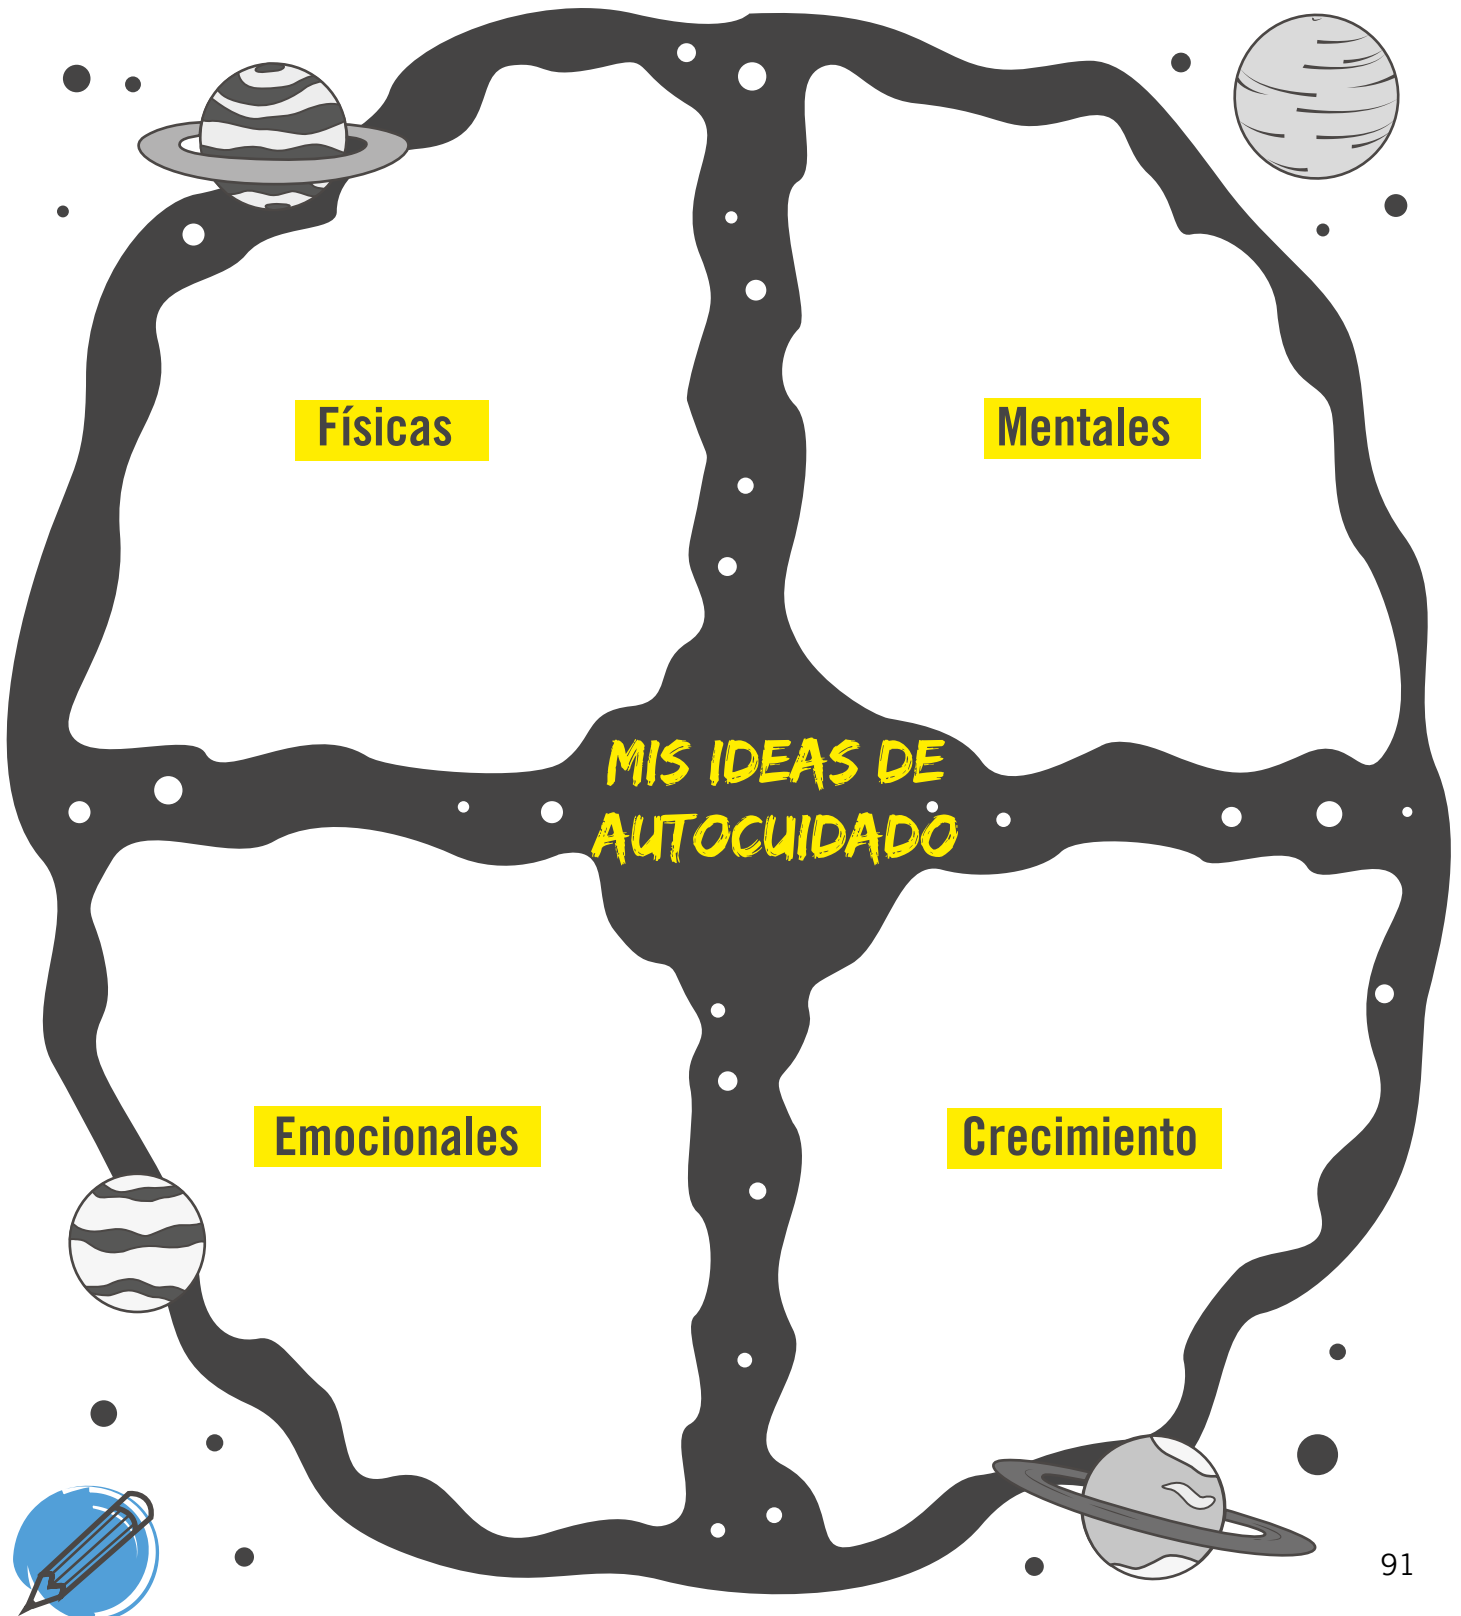 Físicas
Mentales
MIS IDEAS DE
AUTOCUIDADO
Emocionales
Crecimiento
91